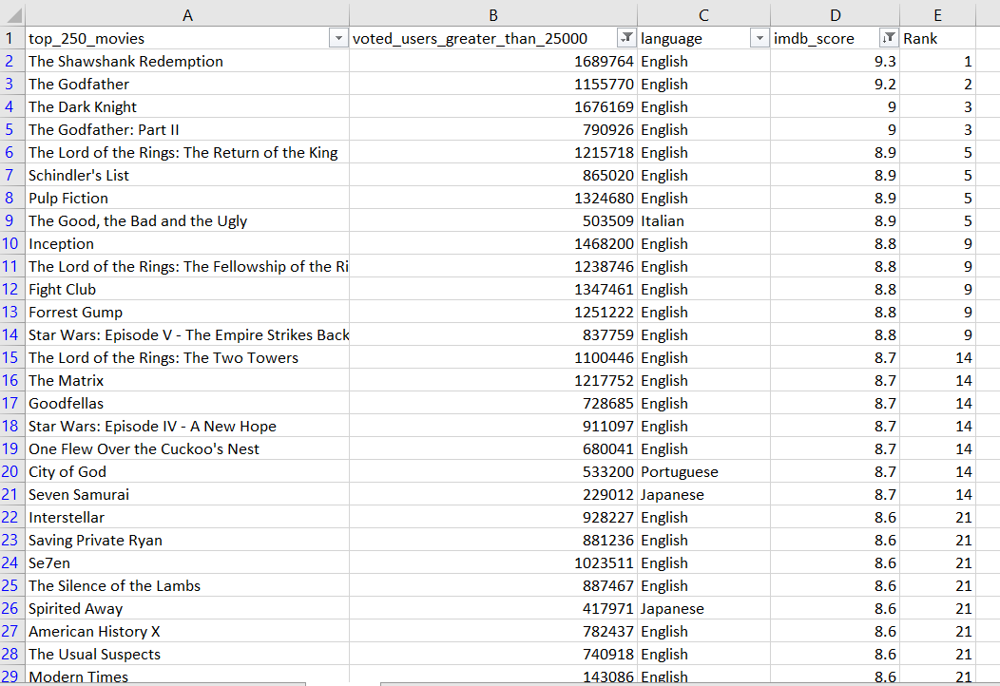 A B C D E
1 top_250_movies voted_users_greater_than_25000 language imdb_score Rank
2 The Shawshank Redemption 1689764 English 9.3 1
3 The Godfather 1155770 English 9.2 2
4 The Dark Knight 1676169 English 9 3
5 The Godfather: Part II 790926 English 9 3
6 The Lord of the Rings: The Return of the King 1215718 English 8.9 5
7 Schindler's List 865020 English 8.9 5
8 Pulp Fiction 1324680 English 8.9 5
9 The Good, the Bad and the Ugly 503509 Italian 8.9 5
10 Inception 1468200 English 8.8 9
11 The Lord of the Rings: The Fellowship of the Ri 1238746 English 8.8 9
12 Fight Club 1347461 English 8.8 9
13 Forrest Gump 1251222 English 8.8 9
14 Star Wars: Episode V - The Empire Strikes Back 837759 English 8.8 9
15 The Lord of the Rings: The Two Towers 1100446 English 8.7 14
16 The Matrix 1217752 English 8.7 14
17 Goodfellas 728685 English 8.7 14
18 Star Wars: Episode IV - A New Hope 911097 English 8.7 14
19 One Flew Over the Cuckoo's Nest 680041 English 8.7 14
20 City of God 533200 Portuguese 8.7 14
21 Seven Samurai 229012 Japanese 8.7 14
22 Interstellar 928227 English 8.6 21
23 Saving Private Ryan 881236 English 8.6 21
24 Se7en 1023511 English 8.6 21
25 The Silence of the Lambs 887467 English 8.6 21
26 Spirited Away 417971 Japanese 8.6 21
27 American History X 782437 English 8.6 21
28 The Usual Suspects 740918 English 8.6 21
29 Modern Times 143086 English 8.6 21